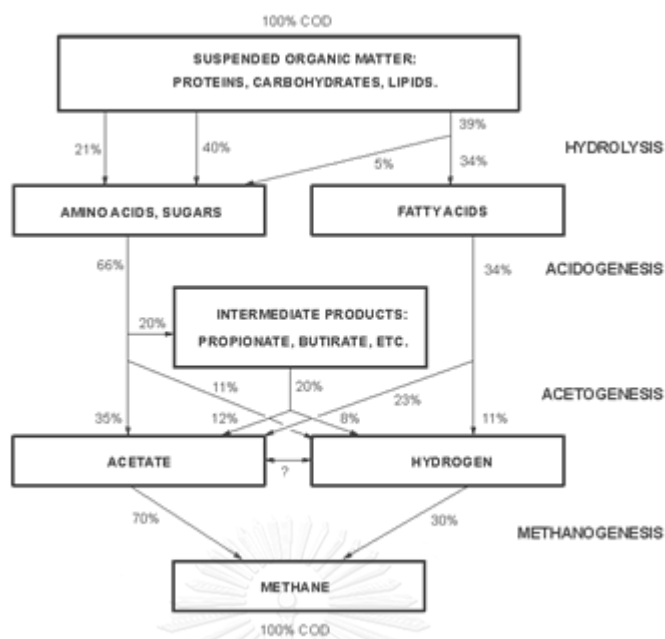 100% COD
SUSPENDED ORGANIC MATTER:
PROTEINS, CARBOHYDRATES, LIPIDS.
39%
21%
40%
HYDROLYSIS
5%
34%
AMINO ACIDS, SUGARS
FATTY ACIDS
66%
34%
ACIDOGENESIS
INTERMEDIATE PRODUCTS:
20%
PROPIONATE, BUTIRATE, ETC.
11%
20%
ACETOGENESIS
23%
35%
12%
8%
11%
ACETATE
HYDROGEN
?
70%
30%
METHANOGENESIS
METHANE
100% COD